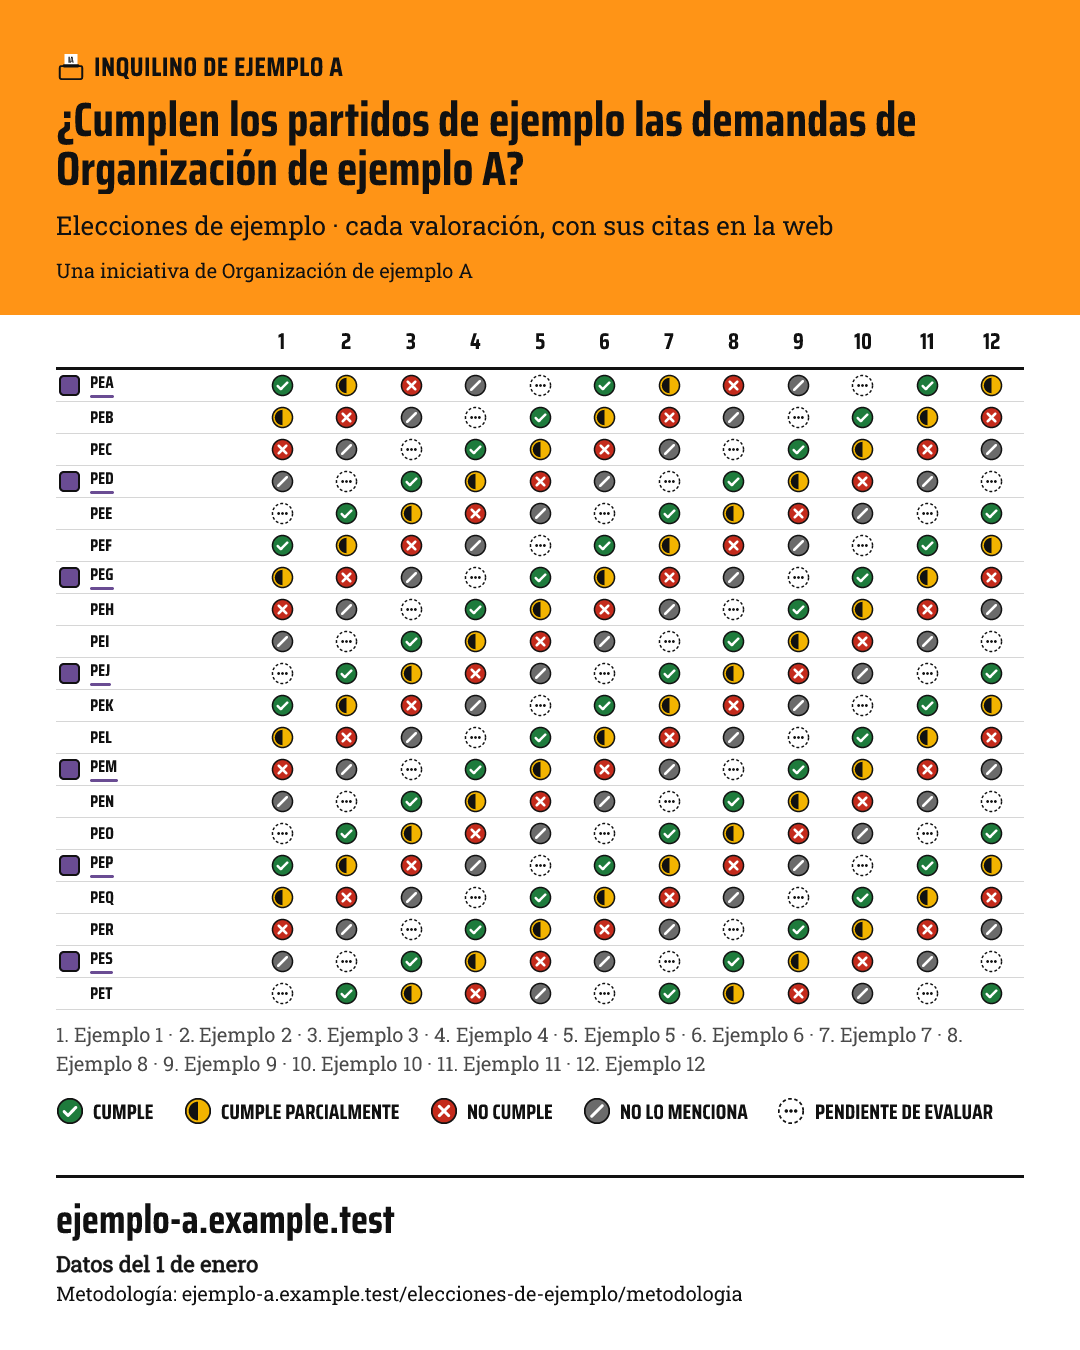 INQUILINO DE EJEMPLO A
¿Cumplen los partidos de ejemplo las demandas de
Organización de ejemplo A?
Elecciones de ejemplo · cada valoración, con sus citas en la web
Una iniciativa de Organización de ejemplo A
1 2 3 4 5 6 7 8 9 10 11 12
PEA
PEB
PEC
PED
PEE
PEF
PEG
PEH
PEI
PEJ
PEK
PEL
PEM
PEN
PEO
PEP
PEQ
PER
PES
PET
1. Ejemplo 1 · 2. Ejemplo 2 · 3. Ejemplo 3 · 4. Ejemplo 4 · 5. Ejemplo 5 · 6. Ejemplo 6 · 7. Ejemplo 7 · 8.
Ejemplo 8 · 9. Ejemplo 9 · 10. Ejemplo 10 · 11. Ejemplo 11 · 12. Ejemplo 12
CUMPLE CUMPLE PARCIALMENTE NO CUMPLE NO LO MENCIONA PENDIENTE DE EVALUAR
ejemplo-a.example.test
Datos del 1 de enero
Metodología: ejemplo-a.example.test/elecciones-de-ejemplo/metodologia